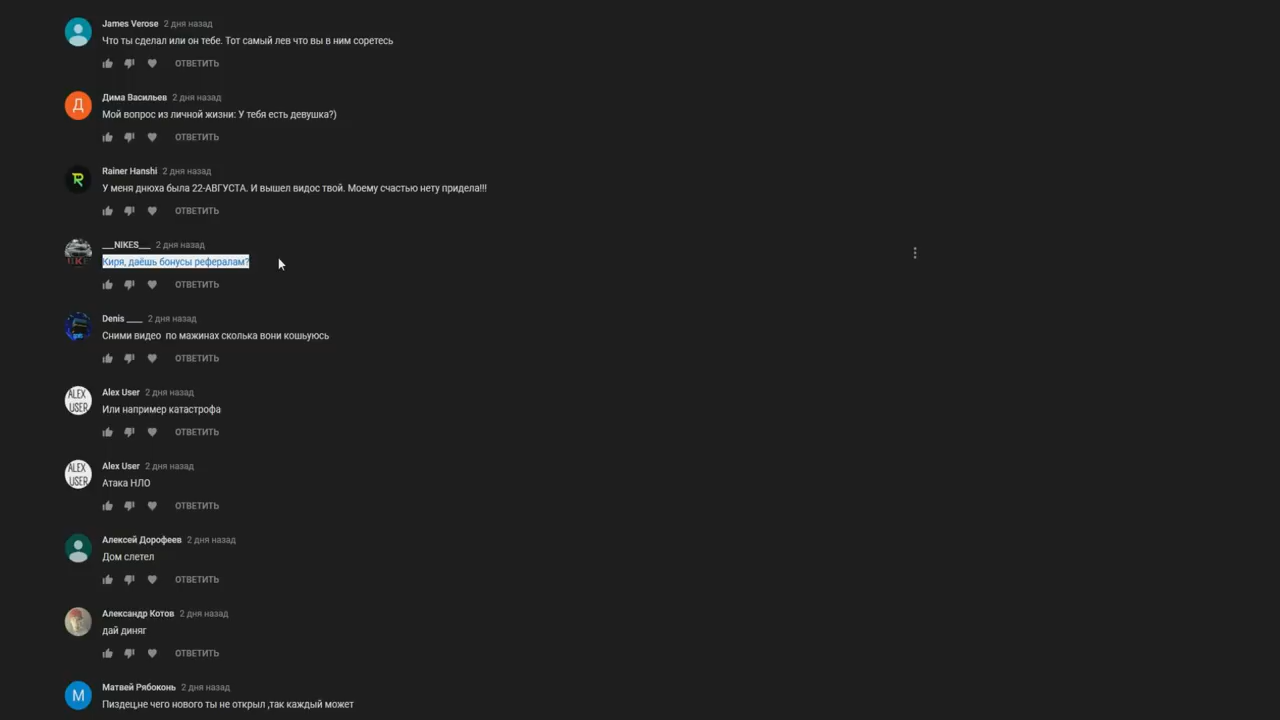 James Verose 2 дня назад
Что ты сделал или он тебе. Тот самый лев что вы в ним соретесь
ОТВЕТИТЬ
Д
Дима Васильев 2 дня назад
Мой вопрос из личной жизни: У тебя есть девушка?)
ОТВЕТИТЬ
R
Rainer Hanshi 2 дня назад
У меня днюха была 22-АВГУСТА. И вышел видос твой. Моему счастью нету придела!!!
ОТВЕТИТЬ
___NIKES___ 2 дня назад
Киря, даёшь бонусы рефералам?
ОТВЕТИТЬ
Denis ____ 2 дня назад
Сними видео  по мажинах сколька вони кошьуюсь
ОТВЕТИТЬ
ALEX
USER
Alex User 2 дня назад
Или например катастрофа
ОТВЕТИТЬ
ALEX
USER
Alex User 2 дня назад
Атака НЛО
ОТВЕТИТЬ
Алексей Дорофеев 2 дня назад
Дом слетел
ОТВЕТИТЬ
Александр Котов 2 дня назад
дай диняг
ОТВЕТИТЬ
М
Матвей Рябоконь 2 дня назад
Пиздец,не чего нового ты не открыл ,так каждый может